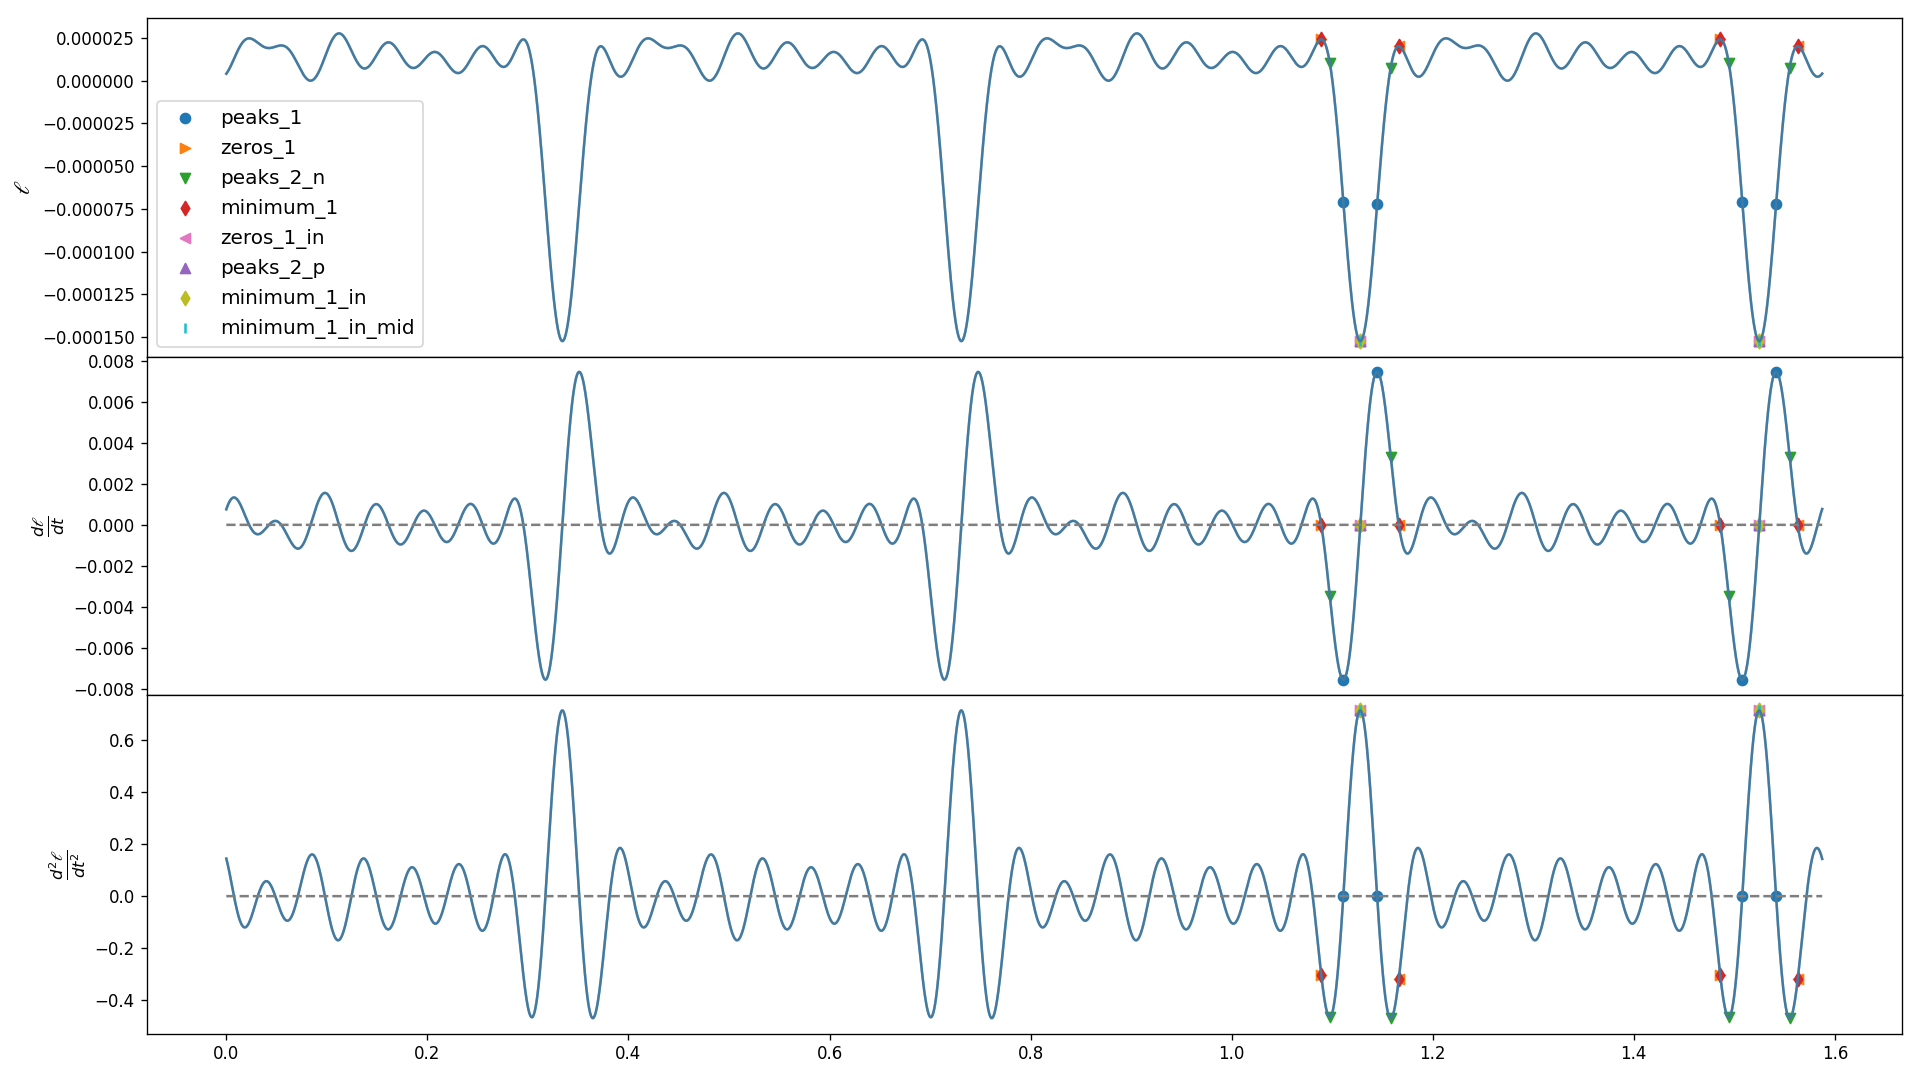 0.000025
0.000000
−0.000025
−0.000050
−0.000075
−0.000100
−0.000125
−0.000150
ℓ
peaks_1
zeros_1
peaks_2_n
minimum_1
zeros_1_in
peaks_2_p
minimum_1_in
minimum_1_in_mid
0.008
0.006
0.004
0.002
0.000
−0.002
−0.004
−0.006
−0.008
dℓ
dt
0.6
0.4
0.2
0.0
−0.2
−0.4
d²ℓ
dt²
0.0 0.2 0.4 0.6 0.8 1.0 1.2 1.4 1.6